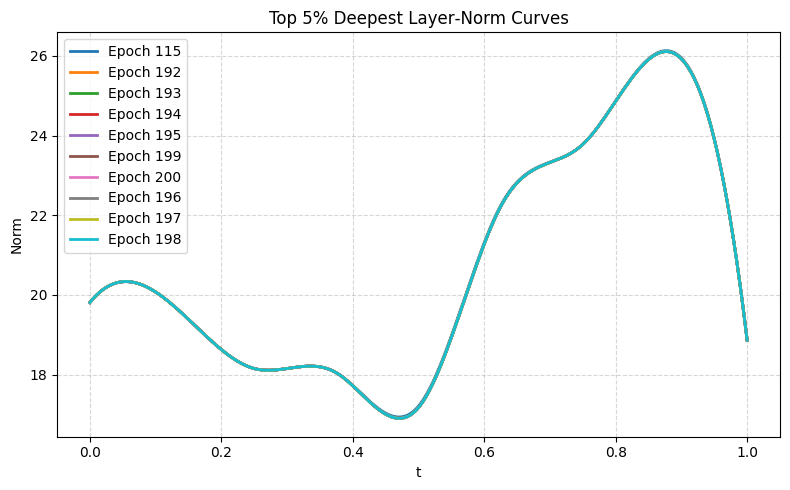 Top 5% Deepest Layer-Norm Curves
Epoch 115
Epoch 192
Epoch 193
Epoch 194
Epoch 195
Epoch 199
Epoch 200
Epoch 196
Epoch 197
Epoch 198
Norm
26
24
22
20
18
0.0 0.2 0.4 0.6 0.8 1.0
t